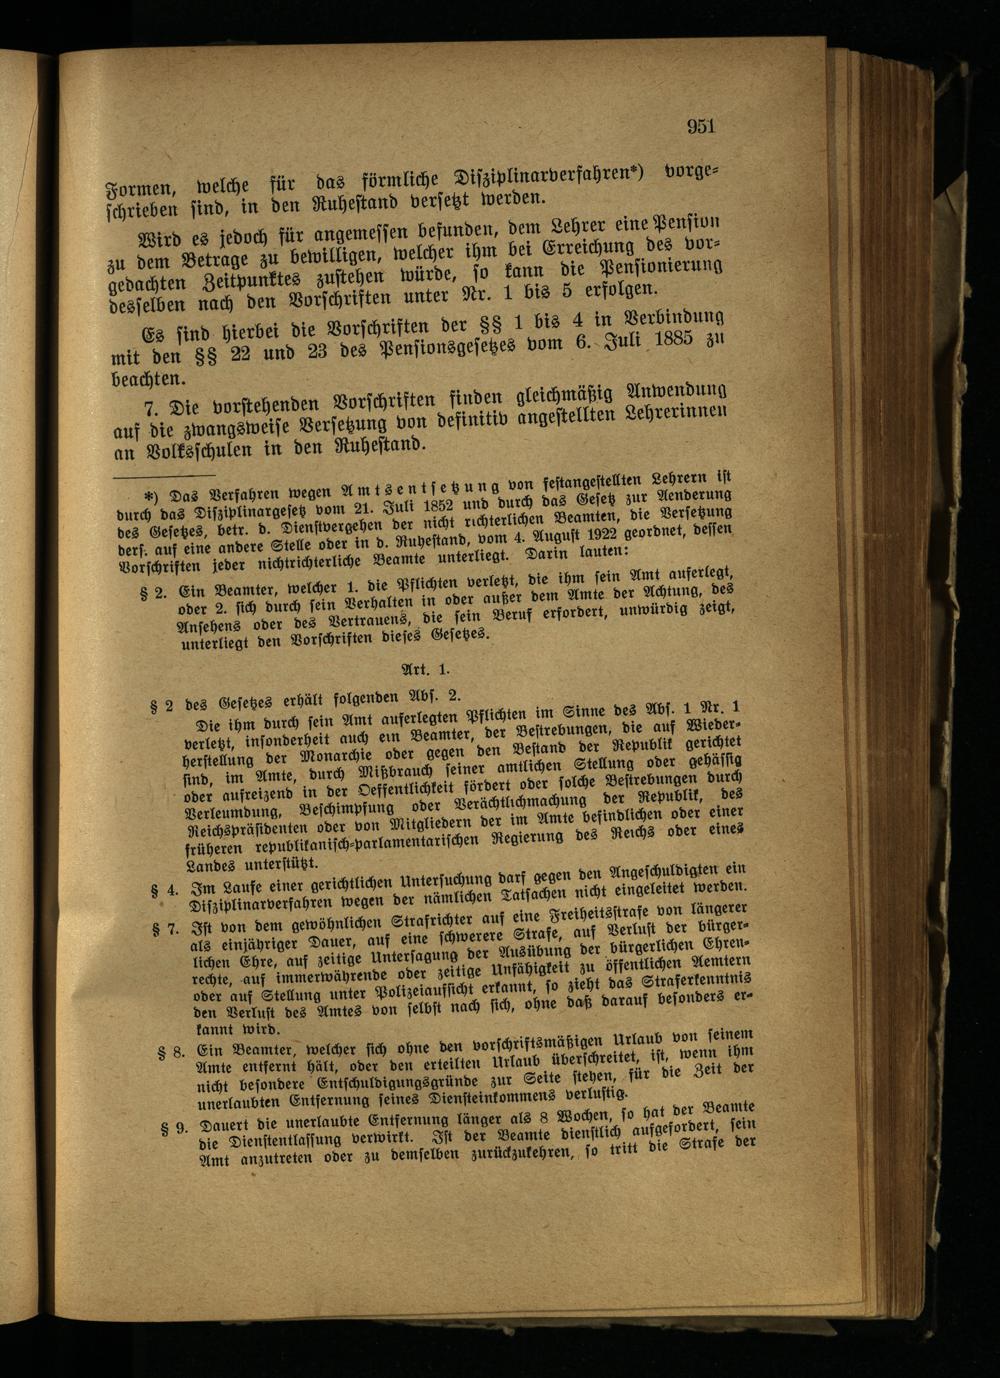 951
Formen, welche für das förmliche Disziplinarverfahren*) vorge-
schrieben sind, in den Ruhestand versetzt werden.
Wird es jedoch für angemessen befunden, dem Lehrer eine Pension
zu dem Betrage zu bewilligen, welcher ihm bei Erreichung des vor-
gedachten Zeitpunktes zustehen würde, so kann die Pensionierung
desselben nach den Vorschriften unter Nr. 1 bis 5 erfolgen.
Es sind hierbei die Vorschriften der §§ 1 bis 4 in Verbindung
mit den §§ 22 und 23 des Pensionsgesetzes vom 6. Juli 1885 zu
beachten.
7. Die vorstehenden Vorschriften finden gleichmäßig Anwendung
auf die zwangsweise Versetzung von definitiv angestellten Lehrerinnen
an Volksschulen in den Ruhestand.
*) Das Verfahren wegen Amtsentsetzung von festangestellten Lehrern ist
durch das Disziplinargesetz vom 21. Juli 1852 und durch das Gesetz zur Aenderung
des Gesetzes, betr. d. Dienstvergehen der nicht richterlichen Beamten, die Versetzung
ders. auf eine andere Stelle oder in d. Ruhestand, vom 4. August 1922 geordnet, dessen
Vorschriften jeder nichtrichterliche Beamte unterliegt. Darin lauten:
§ 2. Ein Beamter, welcher 1. die Pflichten verletzt, die ihm sein Amt auferlegt,
oder 2. sich durch sein Verhalten in oder außer dem Amte der Achtung, des
Ansehens oder des Vertrauens, die sein Beruf erfordert, unwürdig zeigt,
unterliegt den Vorschriften dieses Gesetzes.
Art. 1.
§ 2 des Gesetzes erhält folgenden Abs. 2.
Die ihm durch sein Amt auferlegten Pflichten im Sinne des Abs. 1 Nr. 1
verletzt, insonderheit auch ein Beamter, der Bestrebungen, die auf Wieder-
herstellung der Monarchie oder gegen den Bestand der Republik gerichtet
sind, im Amte, durch Mißbrauch seiner amtlichen Stellung oder gehässig
oder aufreizend in der Oeffentlichkeit fördert oder solche Bestrebungen durch
Verleumdung, Beschimpfung oder Verächtlichmachung der Republik, des
Reichspräsidenten oder von Mitgliedern der im Amte befindlichen oder einer
früheren republikanisch-parlamentarischen Regierung des Reichs oder eines
Landes unterstützt.
§ 4. Im Laufe einer gerichtlichen Untersuchung darf gegen den Angeschuldigten ein
Disziplinarverfahren wegen der nämlichen Tatsachen nicht eingeleitet werden.
§ 7. Ist von dem gewöhnlichen Strafrichter auf eine Freiheitsstrafe von längerer
als einjähriger Dauer, auf eine schwerere Strafe, auf Verlust der bürger-
lichen Ehre, auf zeitige Untersagung der Ausübung der bürgerlichen Ehren-
rechte, auf immerwährende oder zeitige Unfähigkeit zu öffentlichen Aemtern
oder auf Stellung unter Polizeiaufsicht erkannt, so zieht das Straferkenntnis
den Verlust des Amtes von selbst nach sich, ohne daß darauf besonders er-
kannt wird.
§ 8. Ein Beamter, welcher sich ohne den vorschriftsmäßigen Urlaub von seinem
Amte entfernt hält, oder den erteilten Urlaub überschreitet, ist, wenn ihm
nicht besondere Entschuldigungsgründe zur Seite stehen, für die Zeit der
unerlaubten Entfernung seines Diensteinkommens verlustig.
§ 9. Dauert die unerlaubte Entfernung länger als 8 Wochen, so hat der Beamte
die Dienstentlassung verwirkt. Ist der Beamte dienstlich aufgefordert, sein
Amt anzutreten oder zu demselben zurückzukehren, so tritt die Strafe der